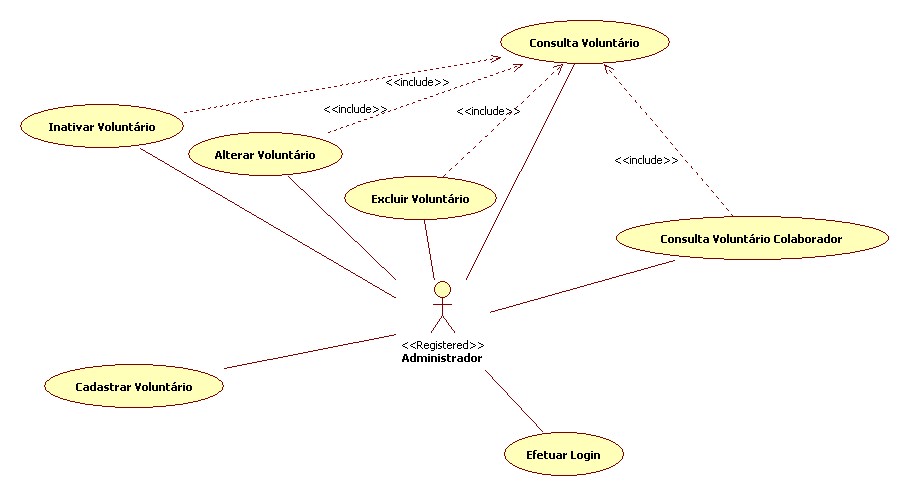 Consulta Voluntário
<<include>>
<<include>>
<<include>>
Inativar Voluntário
Alterar Voluntário
<<include>>
Excluir Voluntário
Consulta Voluntário Colaborador
<<Registered>>
Administrador
Cadastrar Voluntário
Efetuar Login